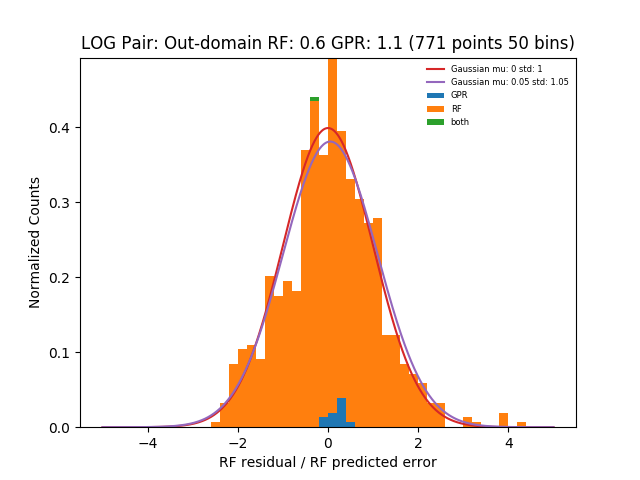 LOG Pair: Out-domain RF: 0.6 GPR: 1.1 (771 points 50 bins)
Gaussian mu: 0 std: 1
Gaussian mu: 0.05 std: 1.05
GPR
RF
both
Normalized Counts
0.4
0.3
0.2
0.1
0.0
−4 −2 0 2 4
RF residual / RF predicted error